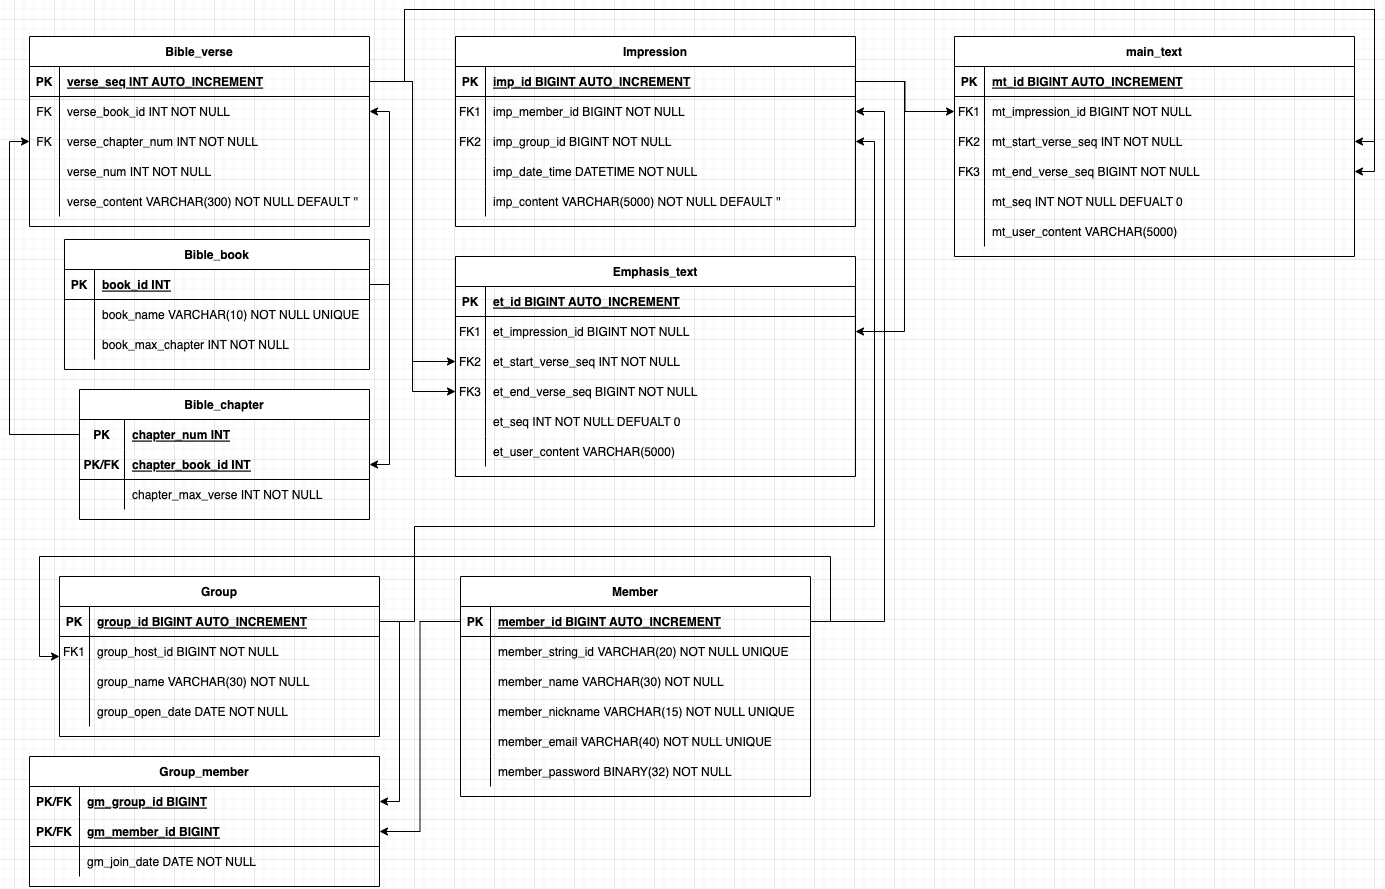 Bible_verse
PK verse_seq INT AUTO_INCREMENT
FK verse_book_id INT NOT NULL
FK verse_chapter_num INT NOT NULL
verse_num INT NOT NULL
verse_content VARCHAR(300) NOT NULL DEFAULT "
Bible_book
PK book_id INT
book_name VARCHAR(10) NOT NULL UNIQUE
book_max_chapter INT NOT NULL
Bible_chapter
PK chapter_num INT
PK/FK chapter_book_id INT
chapter_max_verse INT NOT NULL
Impression
PK imp_id BIGINT AUTO_INCREMENT
FK1 imp_member_id BIGINT NOT NULL
FK2 imp_group_id BIGINT NOT NULL
imp_date_time DATETIME NOT NULL
imp_content VARCHAR(5000) NOT NULL DEFAULT "
Emphasis_text
PK et_id BIGINT AUTO_INCREMENT
FK1 et_impression_id BIGINT NOT NULL
FK2 et_start_verse_seq INT NOT NULL
FK3 et_end_verse_seq BIGINT NOT NULL
et_seq INT NOT NULL DEFUALT 0
et_user_content VARCHAR(5000)
main_text
PK mt_id BIGINT AUTO_INCREMENT
FK1 mt_impression_id BIGINT NOT NULL
FK2 mt_start_verse_seq INT NOT NULL
FK3 mt_end_verse_seq BIGINT NOT NULL
mt_seq INT NOT NULL DEFUALT 0
mt_user_content VARCHAR(5000)
Group
PK group_id BIGINT AUTO_INCREMENT
FK1 group_host_id BIGINT NOT NULL
group_name VARCHAR(30) NOT NULL
group_open_date DATE NOT NULL
Group_member
PK/FK gm_group_id BIGINT
PK/FK gm_member_id BIGINT
gm_join_date DATE NOT NULL
Member
PK member_id BIGINT AUTO_INCREMENT
member_string_id VARCHAR(20) NOT NULL UNIQUE
member_name VARCHAR(30) NOT NULL
member_nickname VARCHAR(15) NOT NULL UNIQUE
member_email VARCHAR(40) NOT NULL UNIQUE
member_password BINARY(32) NOT NULL